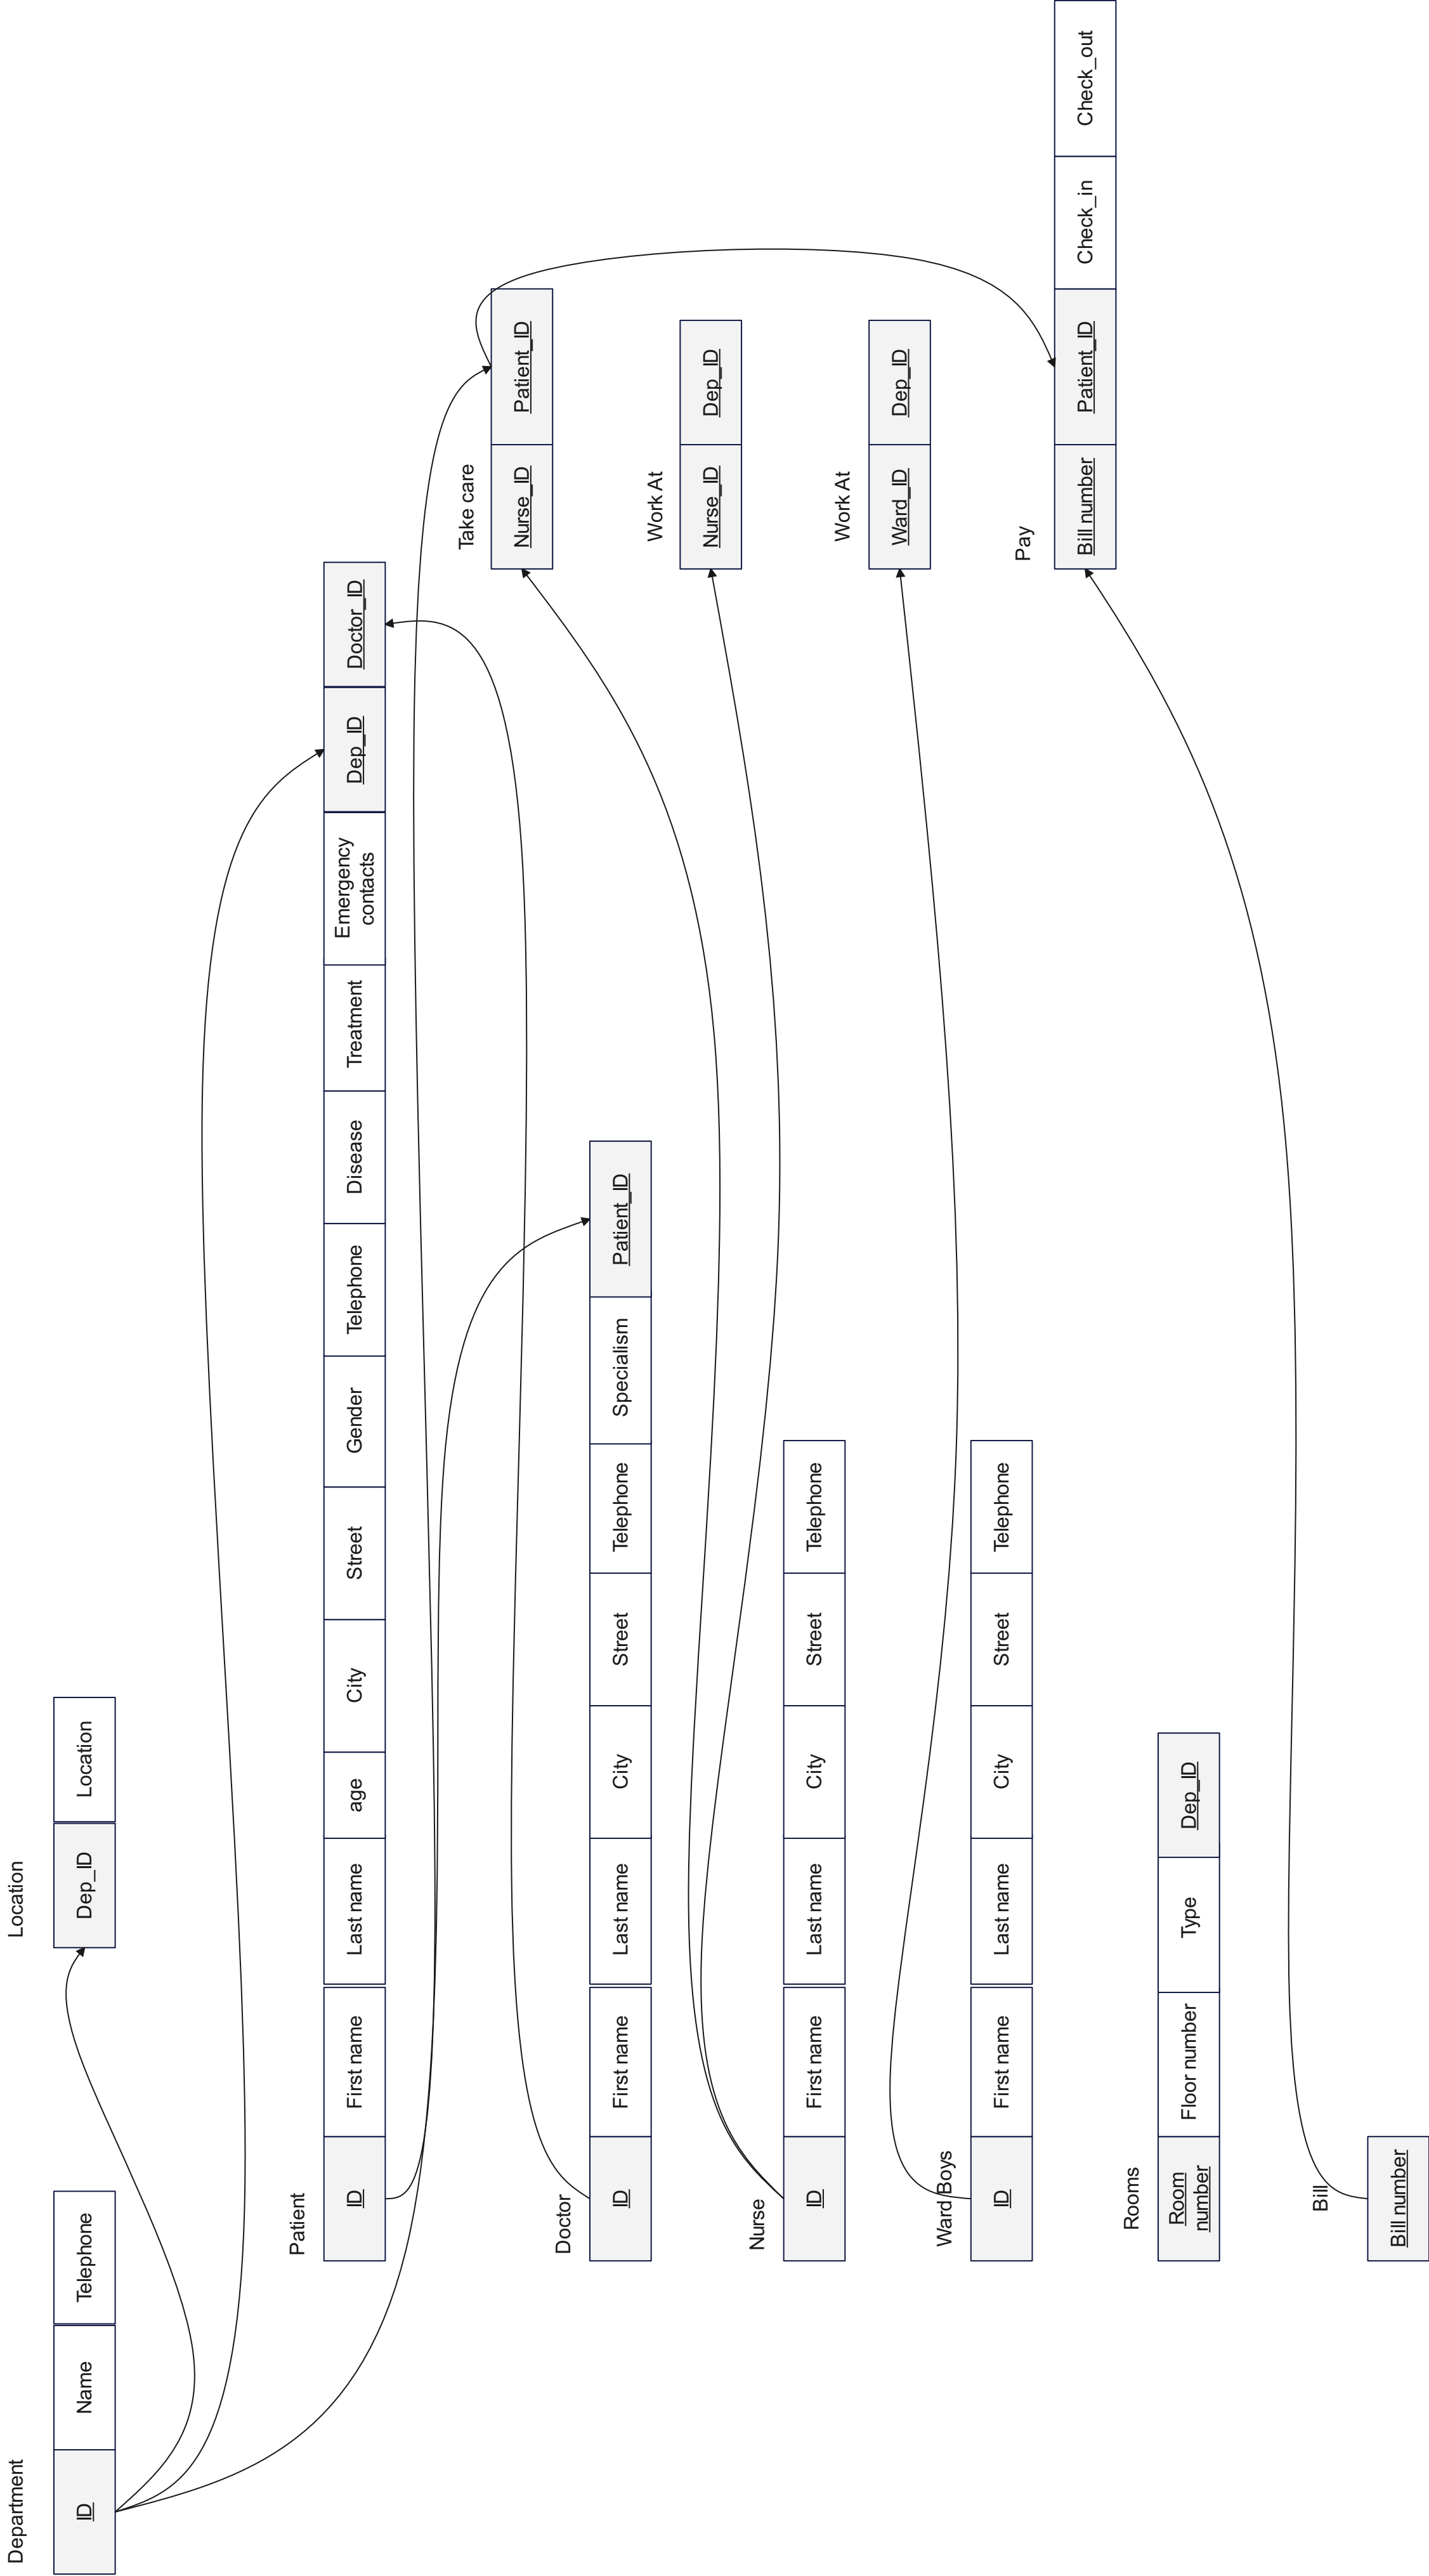 Department
ID
Name
Telephone
Location
Dep_ID
Location
Patient
ID
First name
Last name
age
City
Street
Gender
Telephone
Disease
Treatment
Emergency
contacts
Dep_ID
Doctor_ID
Take care
Nurse_ID
Patient_ID
Doctor
ID
First name
Last name
City
Street
Telephone
Specialism
Patient_ID
Work At
Nurse_ID
Dep_ID
Nurse
ID
First name
Last name
City
Street
Telephone
Work At
Ward_ID
Dep_ID
Ward Boys
ID
First name
Last name
City
Street
Telephone
Pay
Bill number
Patient_ID
Check_in
Check_out
Rooms
Room
number
Floor number
Type
Dep_ID
Bill
Bill number